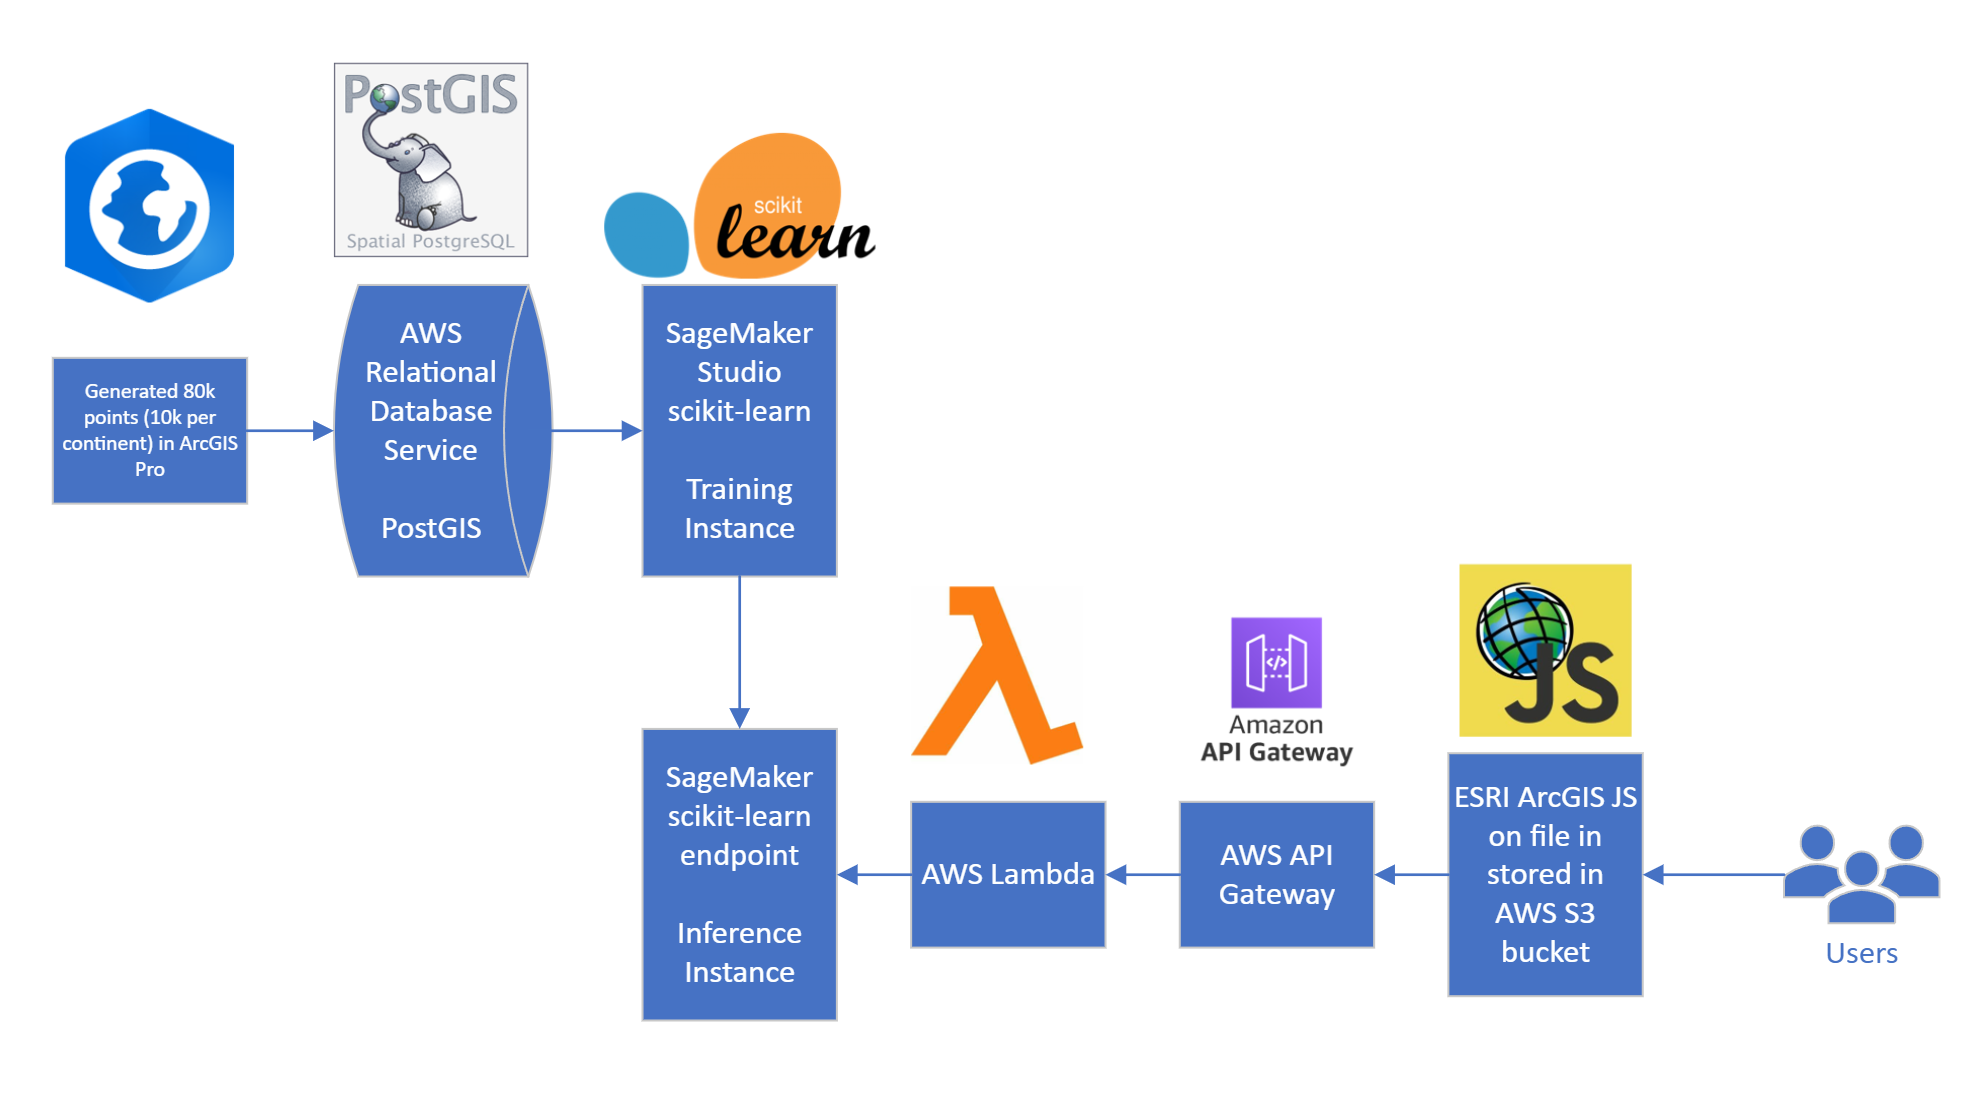 PostGIS
Spatial PostgreSQL
scikit
learn
Generated 80k
points (10k per
continent) in ArcGIS
Pro
AWS
Relational
Database
Service
PostGIS
SageMaker
Studio
scikit-learn
Training
Instance
SageMaker
scikit-learn
endpoint
Inference
Instance
AWS Lambda
</>
Amazon
API Gateway
AWS API
Gateway
JS
ESRI ArcGIS JS
on file in
stored in
AWS S3
bucket
Users